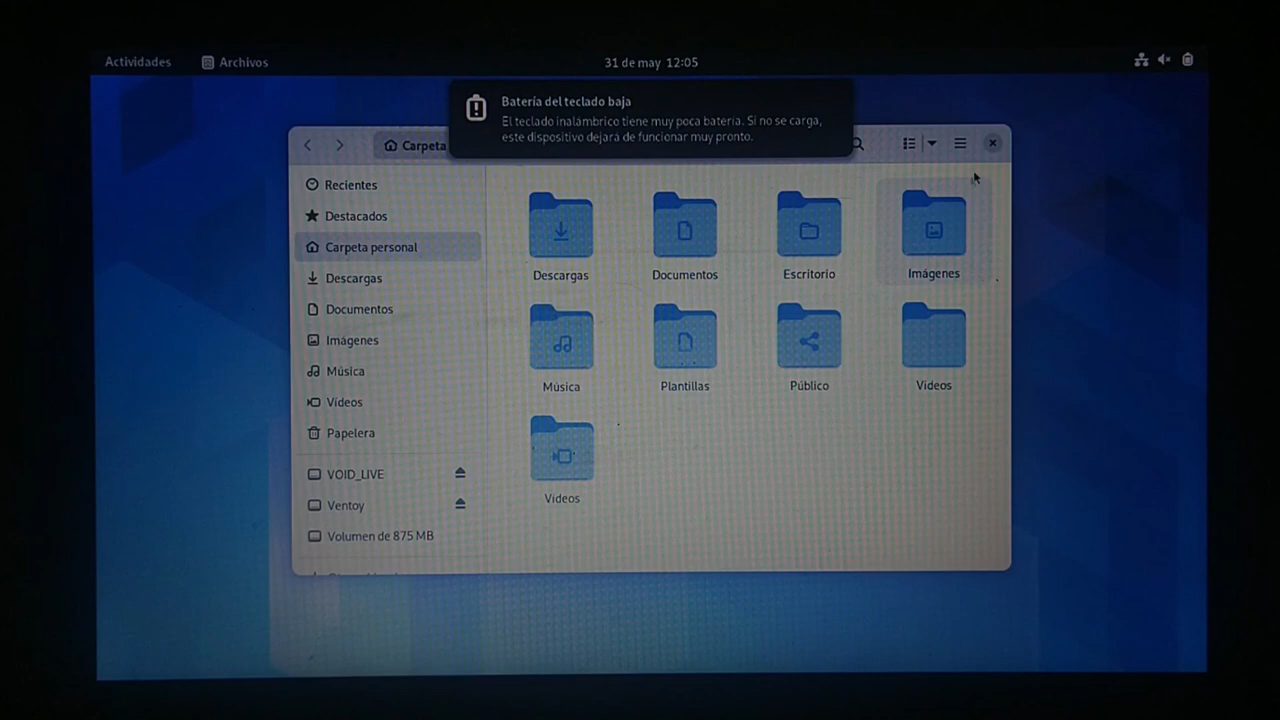 Actividades
Archivos
31 de may 12:05
Batería del teclado baja
El teclado inalámbrico tiene muy poca batería. Si no se carga,
este dispositivo dejará de funcionar muy pronto.
Carpeta
Recientes
Destacados
Carpeta personal
Descargas
Documentos
Imágenes
Música
Vídeos
Papelera
VOID_LIVE
Ventoy
Volumen de 875 MB
Descargas
Documentos
Escritorio
Imágenes
Música
Plantillas
Público
Videos
Vídeos